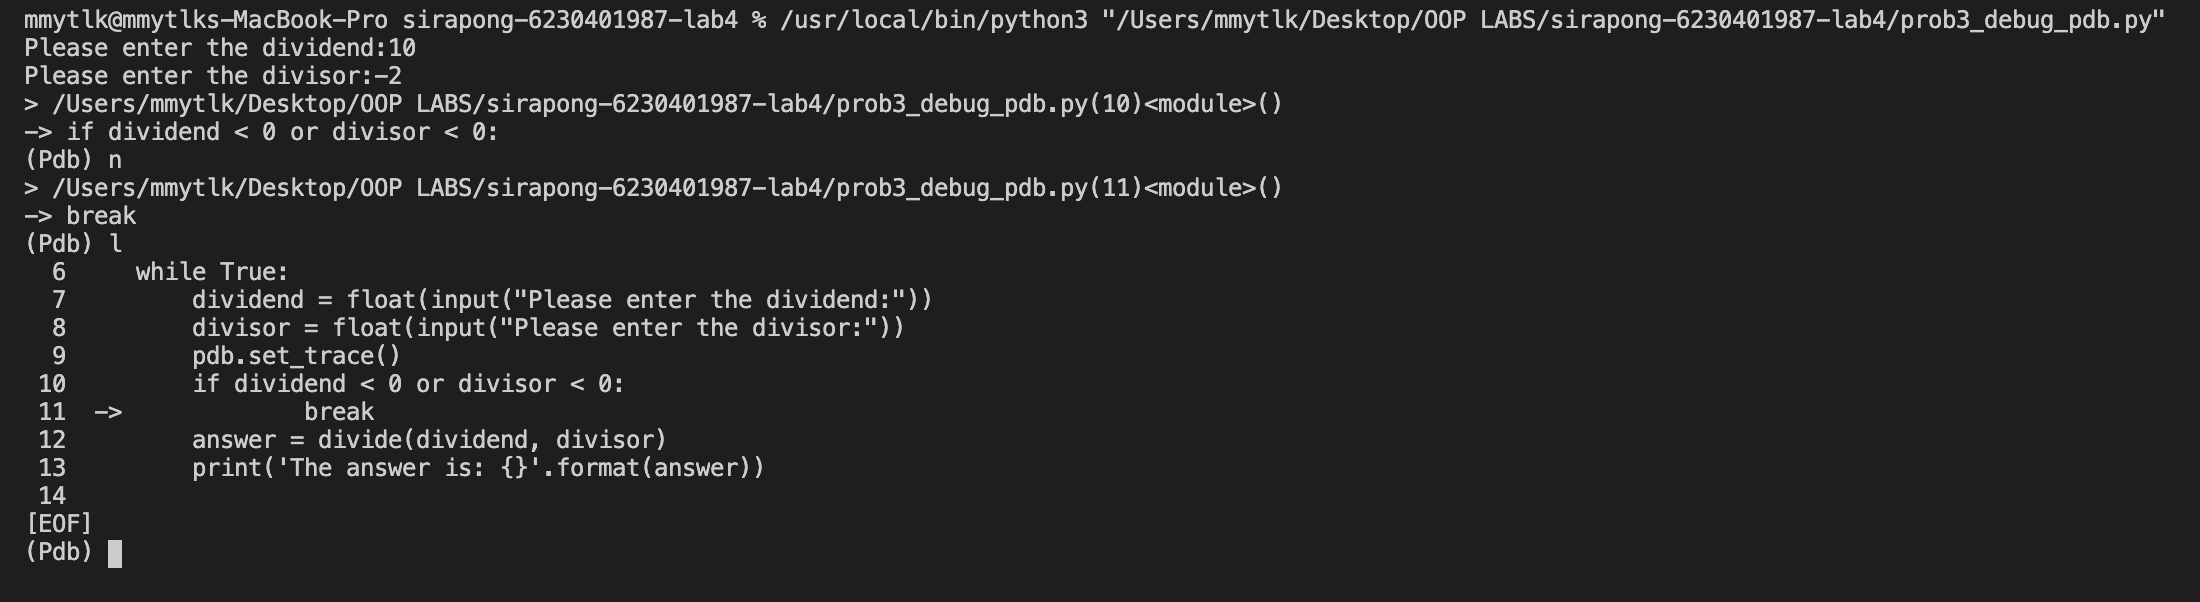 mmytlk@mmytlks-MacBook-Pro sirapong-6230401987-lab4 % /usr/local/bin/python3 "/Users/mmytlk/Desktop/OOP LABS/sirapong-6230401987-lab4/prob3_debug_pdb.py"
Please enter the dividend:10
Please enter the divisor:-2
> /Users/mmytlk/Desktop/OOP LABS/sirapong-6230401987-lab4/prob3_debug_pdb.py(10)<module>()
-> if dividend < 0 or divisor < 0:
(Pdb) n
> /Users/mmytlk/Desktop/OOP LABS/sirapong-6230401987-lab4/prob3_debug_pdb.py(11)<module>()
-> break
(Pdb) l
  6     while True:
  7         dividend = float(input("Please enter the dividend:"))
  8         divisor = float(input("Please enter the divisor:"))
  9         pdb.set_trace()
 10         if dividend < 0 or divisor < 0:
 11  ->             break
 12         answer = divide(dividend, divisor)
 13         print('The answer is: {}'.format(answer))
 14
[EOF]
(Pdb)